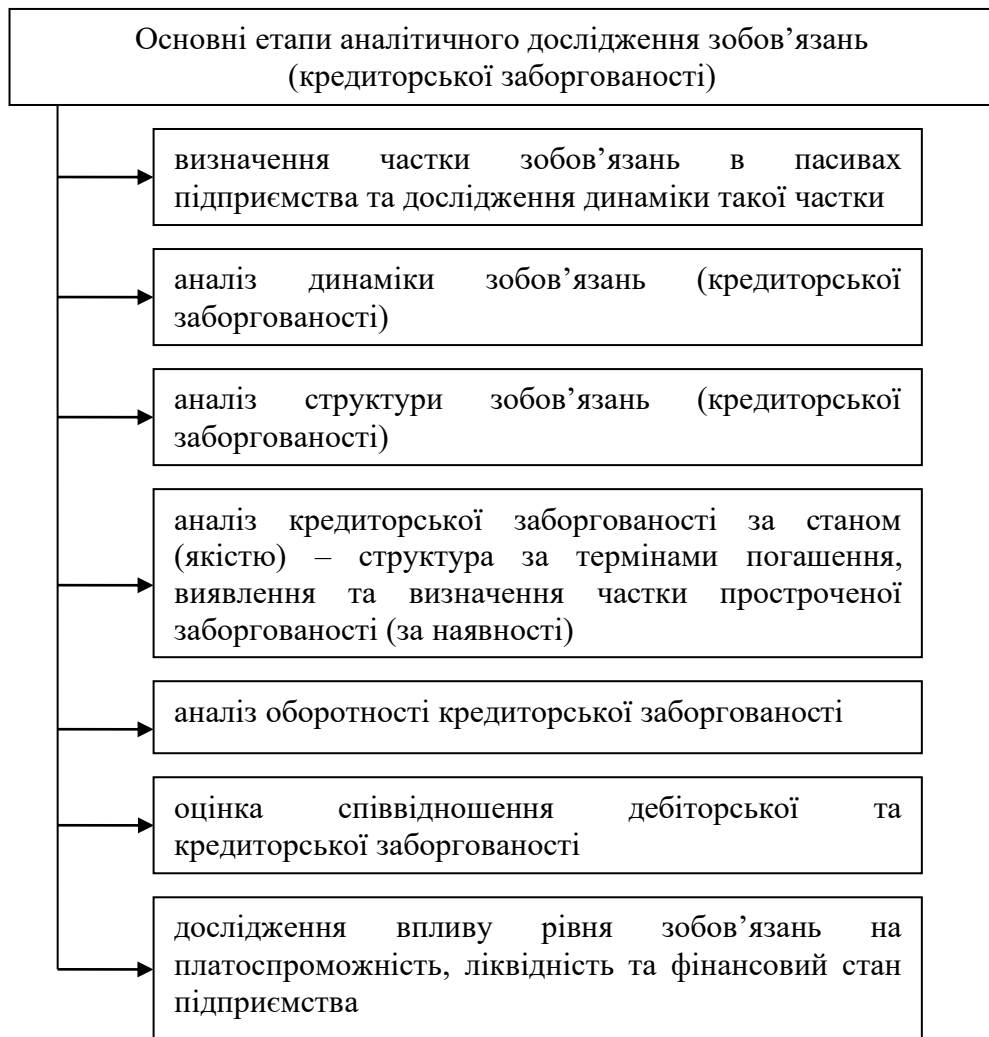 Основні етапи аналітичного дослідження зобов’язань
(кредиторської заборгованості)
визначення частки зобов’язань в пасивах
підприємства та дослідження динаміки такої частки
аналіз динаміки зобов’язань (кредиторської
заборгованості)
аналіз структури зобов’язань (кредиторської
заборгованості)
аналіз кредиторської заборгованості за станом
(якістю) – структура за термінами погашення,
виявлення та визначення частки простроченої
заборгованості (за наявності)
аналіз оборотності кредиторської заборгованості
оцінка співвідношення дебіторської та
кредиторської заборгованості
дослідження впливу рівня зобов’язань на
платоспроможність, ліквідність та фінансовий стан
підприємства